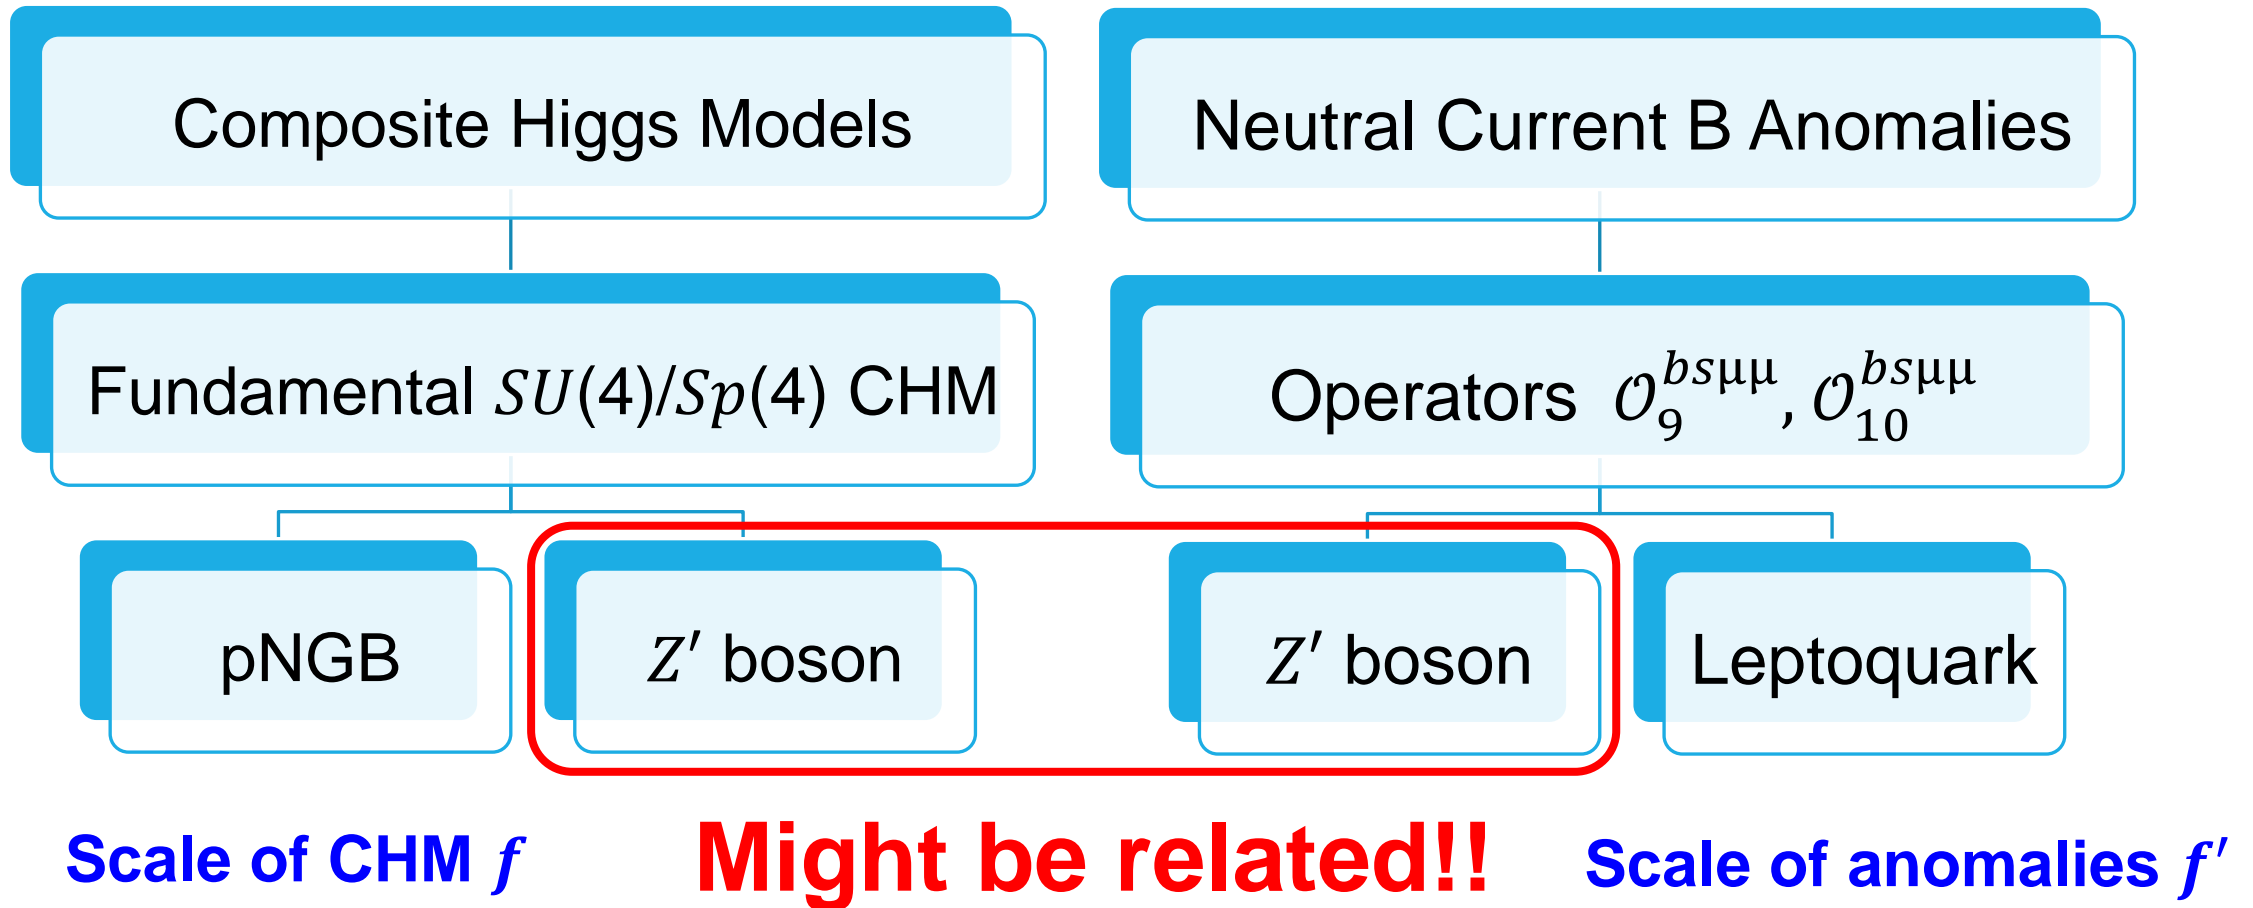 Composite Higgs Models
Neutral Current B Anomalies
Fundamental 𝑆𝑈(4)/𝑆𝑝(4) CHM
Operators 𝒪₉^{bsμμ}, 𝒪₁₀^{bsμμ}
pNGB
𝑍′ boson
𝑍′ boson
Leptoquark
Scale of CHM 𝒇
Might be related!!
Scale of anomalies 𝒇′